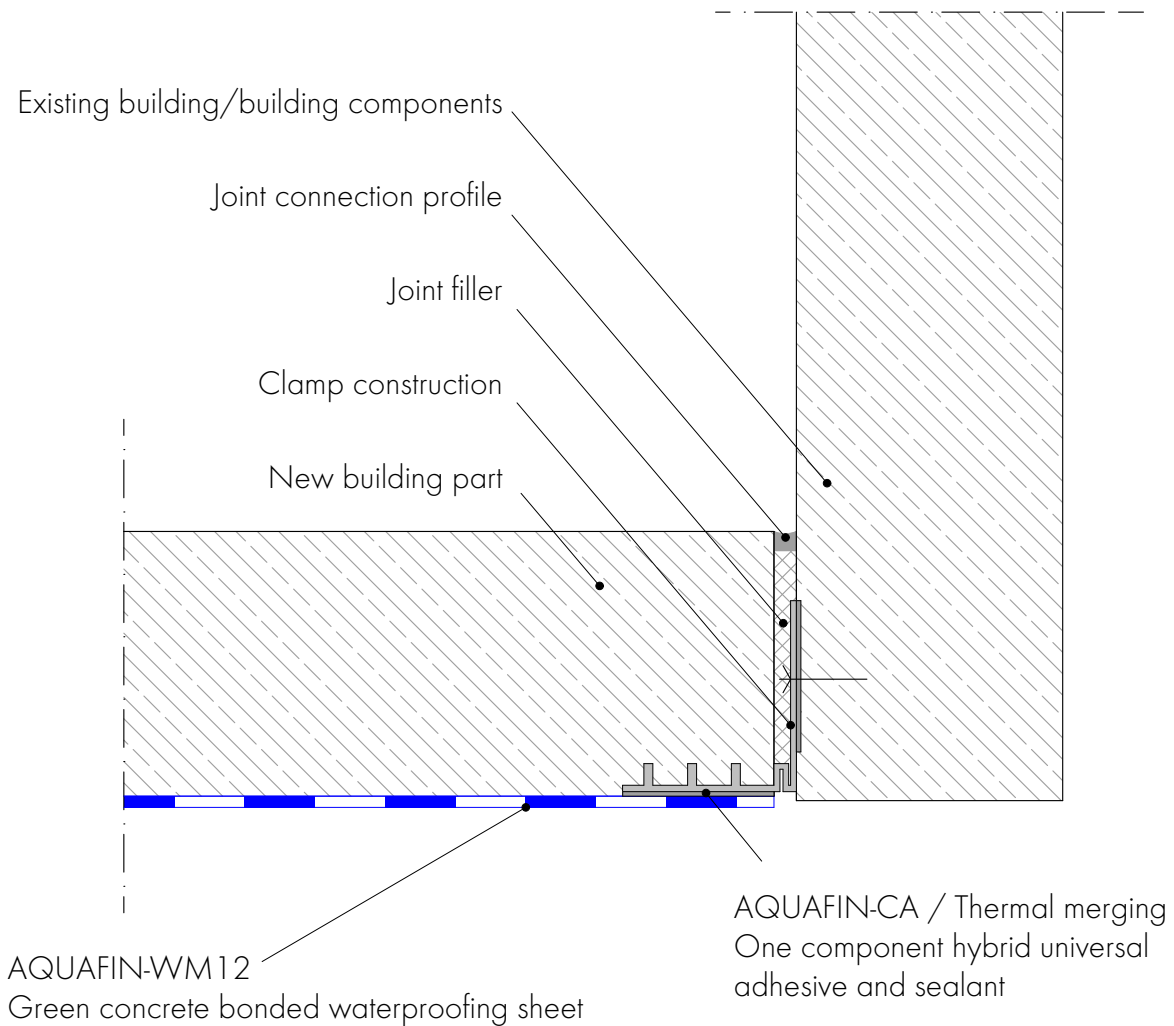 Existing building/building components
Joint connection profile
Joint filler
Clamp construction
New building part
AQUAFIN-CA / Thermal merging
One component hybrid universal
adhesive and sealant
AQUAFIN-WM12
Green concrete bonded waterproofing sheet